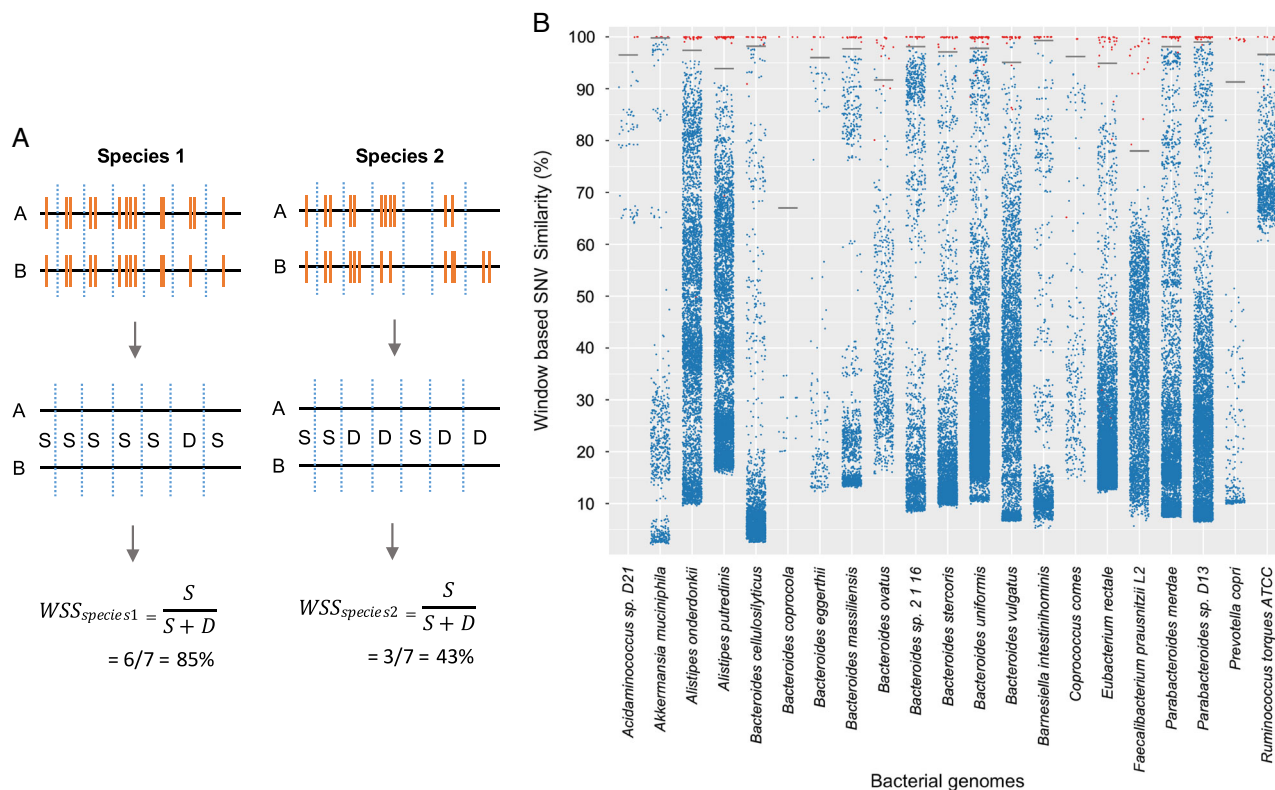 A
Species 1
A
B
A
S S S S S D S
B
WSSspecies1 = S / S + D
= 6/7 = 85%
Species 2
A
B
A
S S D D S D D
B
WSSspecies2 = S / S + D
= 3/7 = 43%
B
Window based SNV Similarity (%)
100
90
80
70
60
50
40
30
20
10
Acidaminococcus sp. D21
Akkermansia muciniphila
Alistipes onderdonkii
Alistipes putredinis
Bacteroides cellulosilyticus
Bacteroides coprocola
Bacteroides eggerthii
Bacteroides massiliensis
Bacteroides ovatus
Bacteroides sp. 2 1 16
Bacteroides stercoris
Bacteroides uniformis
Bacteroides vulgatus
Barnesiella intestinihominis
Coprococcus comes
Eubacterium rectale
Faecalibacterium prausnitzii L2
Parabacteroides merdae
Parabacteroides sp. D13
Prevotella copri
Ruminococcus torques ATCC
Bacterial genomes